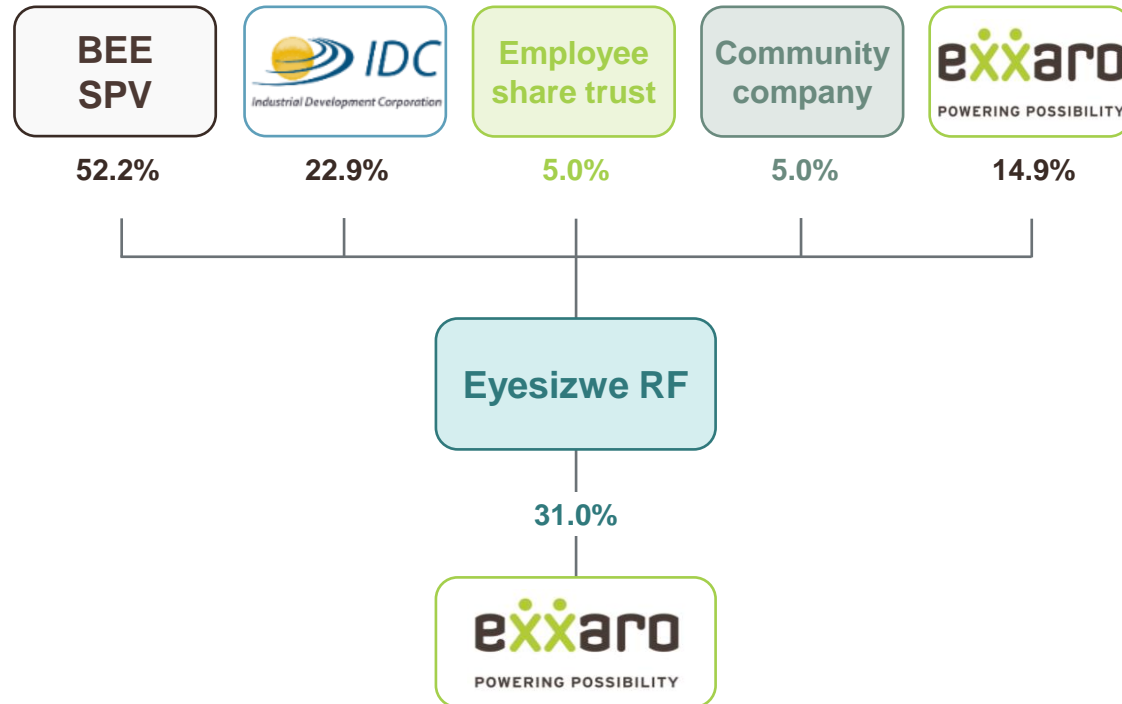 BEE
SPV
IDC
Industrial Development Corporation
Employee
share trust
Community
company
exxaro
POWERING POSSIBILITY
52.2%
22.9%
5.0%
5.0%
14.9%
Eyesizwe RF
31.0%
exxaro
POWERING POSSIBILITY